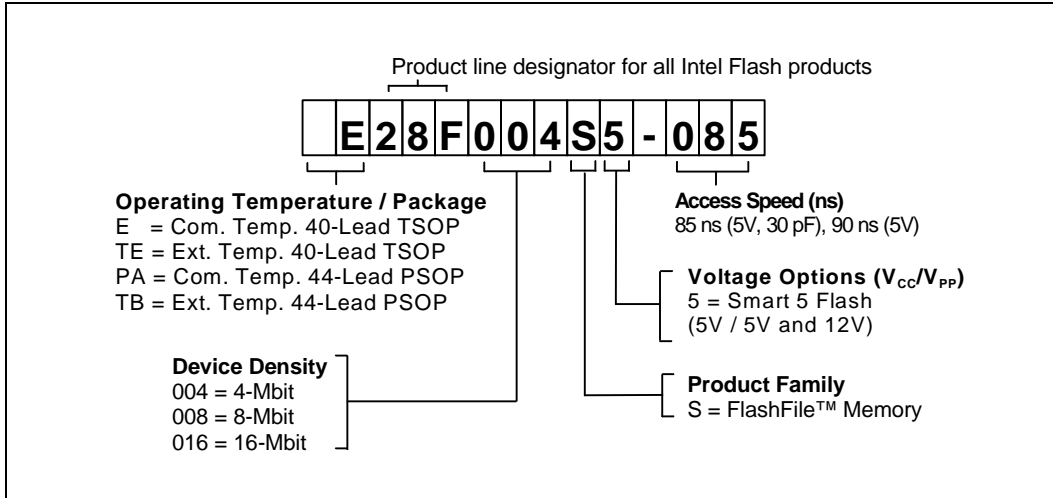 Product line designator for all Intel Flash products
E28F004S5-085
Operating Temperature / Package
E = Com. Temp. 40-Lead TSOP
TE = Ext. Temp. 40-Lead TSOP
PA = Com. Temp. 44-Lead PSOP
TB = Ext. Temp. 44-Lead PSOP
Access Speed (ns)
85 ns (5V, 30 pF), 90 ns (5V)
Voltage Options (VCC/VPP)
5 = Smart 5 Flash
(5V / 5V and 12V)
Device Density
004 = 4-Mbit
008 = 8-Mbit
016 = 16-Mbit
Product Family
S = FlashFile™ Memory